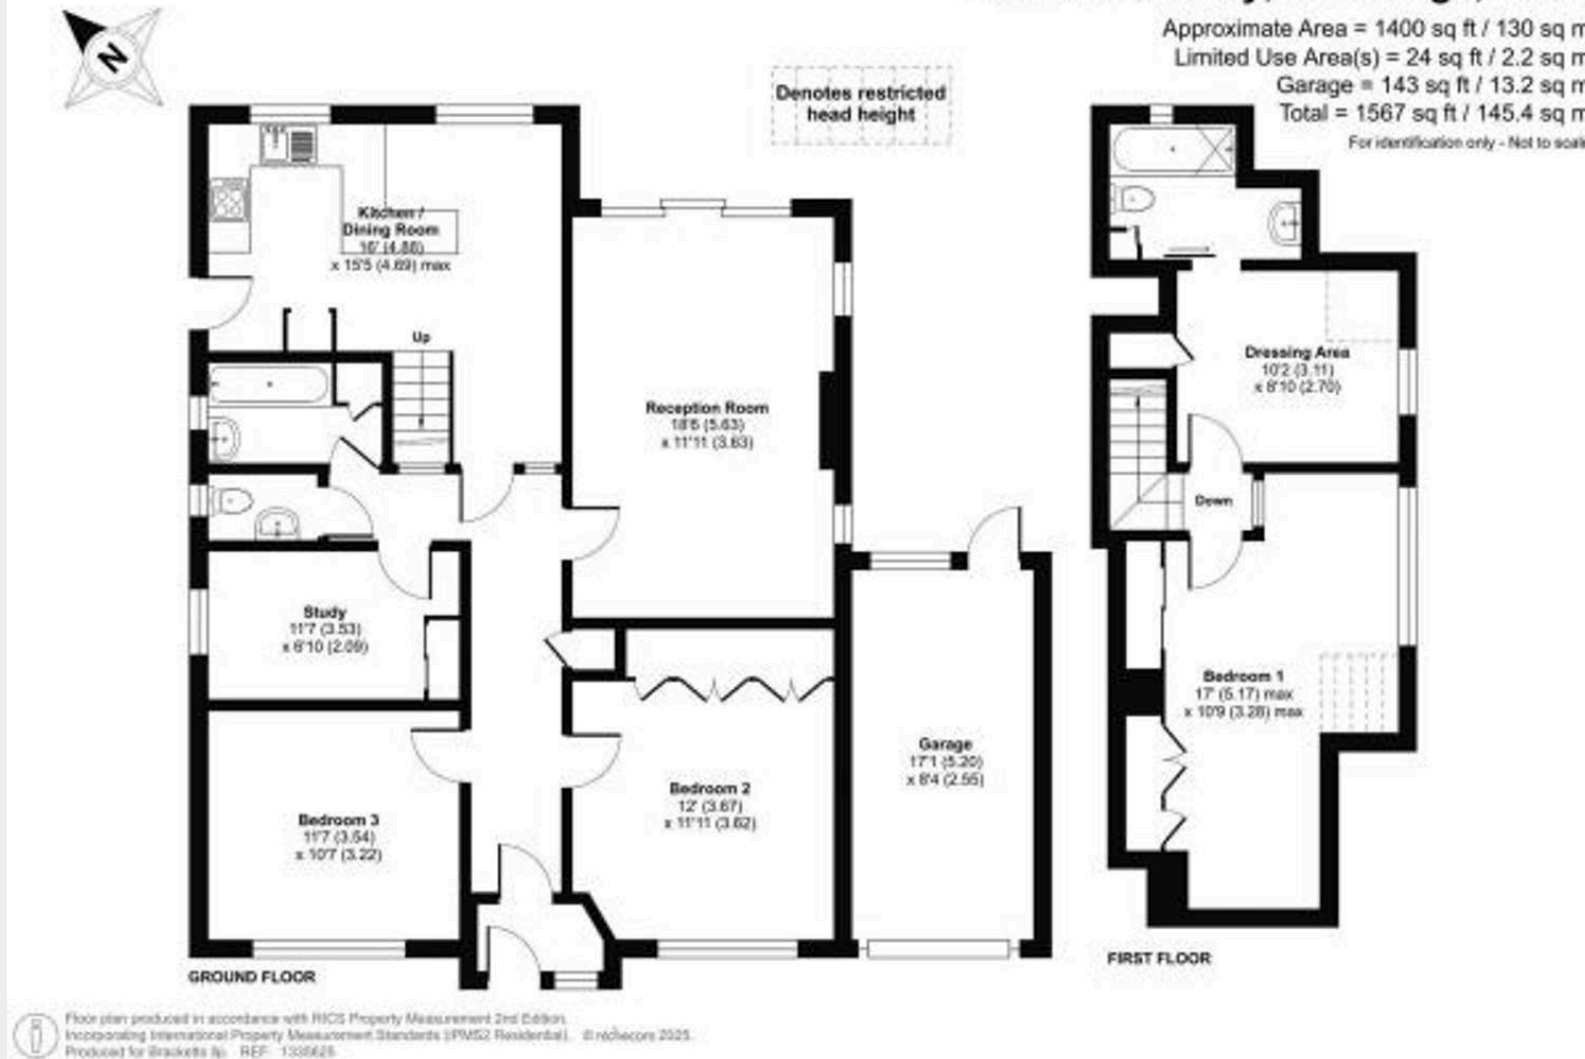 N
Approximate Area = 1400 sq ft / 130 sq m
Limited Use Area(s) = 24 sq ft / 2.2 sq m
Garage = 143 sq ft / 13.2 sq m
Total = 1567 sq ft / 145.4 sq m
For identification only - Not to scale
Denotes restricted
head height
Kitchen /
Dining Room
16' (4.88)
x 15'5 (4.69) max
Up
Reception Room
18'6 (5.63)
x 11'11 (3.63)
Study
11'7 (3.53)
x 6'10 (2.09)
Bedroom 3
11'7 (3.54)
x 10'7 (3.22)
Bedroom 2
12' (3.67)
x 11'11 (3.62)
Garage
17'1 (5.20)
x 8'4 (2.55)
GROUND FLOOR
Dressing Area
10'2 (3.11)
x 8'10 (2.70)
Down
Bedroom 1
17' (5.17) max
x 10'9 (3.28) max
FIRST FLOOR
Floor plan produced in accordance with RICS Property Measurement 2nd Edition,
Incorporating International Property Measurement Standards (IPMS2 Residential). © nichecom 2025.
Produced for Bracketts llp. REF: